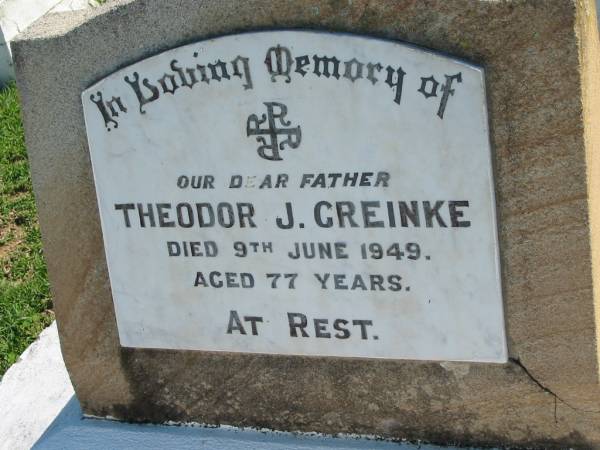 In Loving Memory of
OUR DEAR FATHER
THEODOR J. GREINKE
DIED 9TH JUNE 1949.
AGED 77 YEARS.
AT REST.